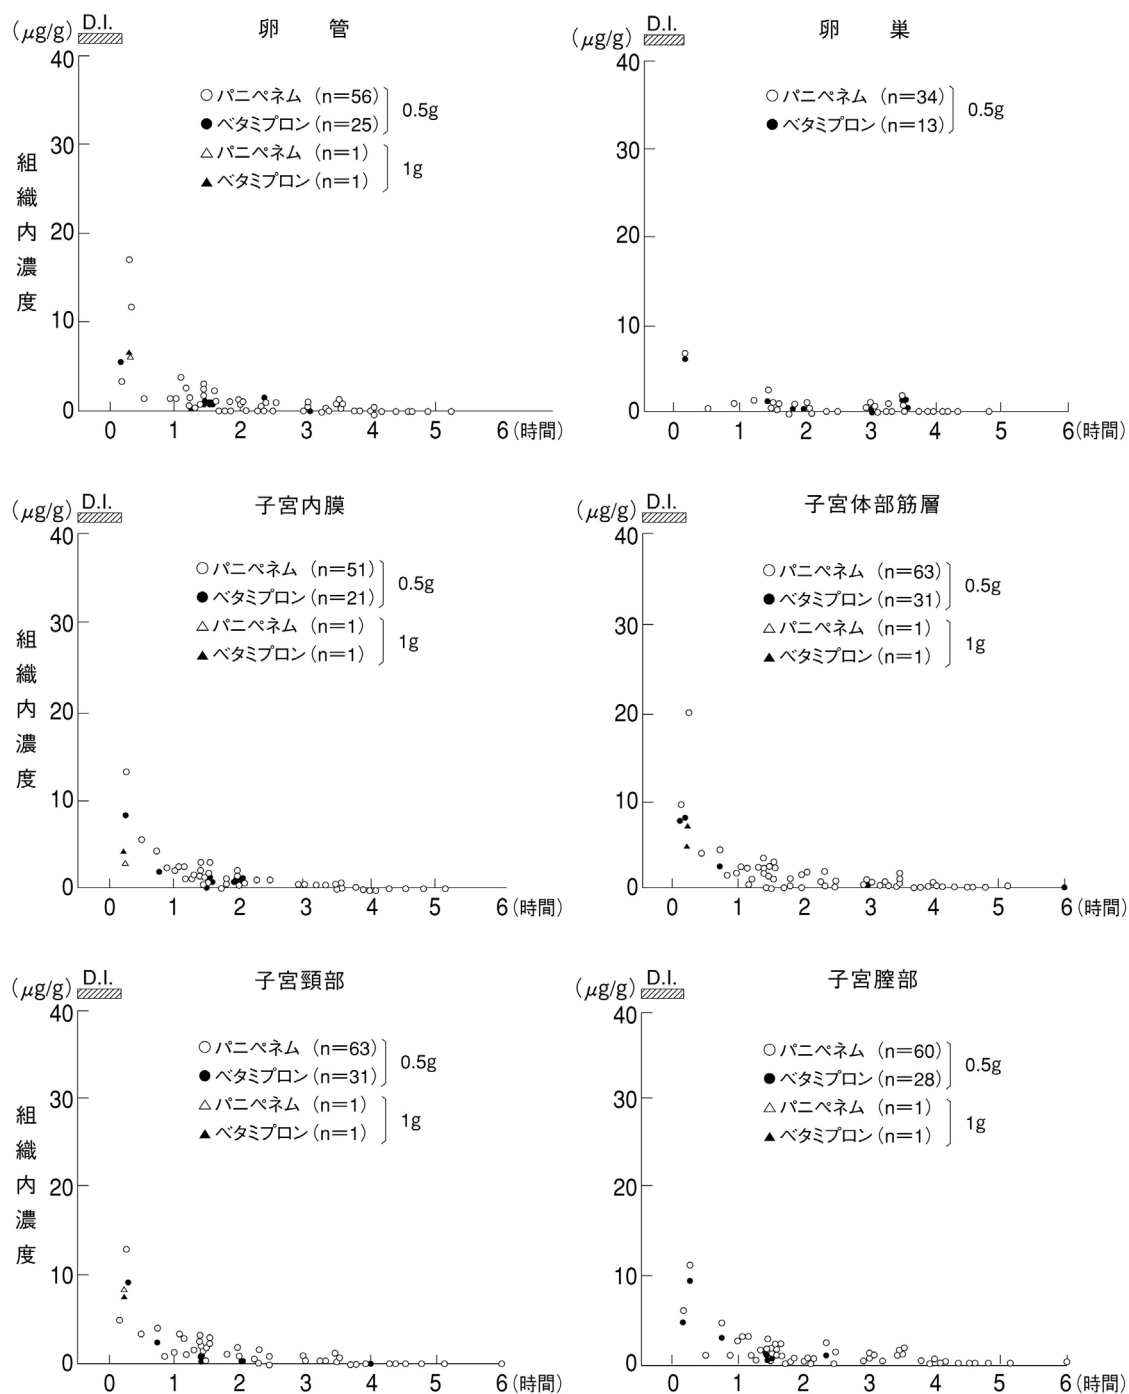 (μg/g) D.I. 卵管
40
30
20
10
0
組織内濃度
○パニペネム (n=56)
●ベタミプロン (n=25)
0.5g
△パニペネム (n=1)
▲ベタミプロン (n=1)
1g
0 1 2 3 4 5 6(時間)
(μg/g) D.I. 卵巣
40
30
20
10
0
○パニペネム (n=34)
●ベタミプロン (n=13)
0.5g
0 1 2 3 4 5 6(時間)
(μg/g) D.I. 子宮内膜
40
30
20
10
0
組織内濃度
○パニペネム (n=51)
●ベタミプロン (n=21)
0.5g
△パニペネム (n=1)
▲ベタミプロン (n=1)
1g
0 1 2 3 4 5 6(時間)
(μg/g) D.I. 子宮体部筋層
40
30
20
10
0
○パニペネム (n=63)
●ベタミプロン (n=31)
0.5g
△パニペネム (n=1)
▲ベタミプロン (n=1)
1g
0 1 2 3 4 5 6(時間)
(μg/g) D.I. 子宮頸部
40
30
20
10
0
組織内濃度
○パニペネム (n=63)
●ベタミプロン (n=31)
0.5g
△パニペネム (n=1)
▲ベタミプロン (n=1)
1g
0 1 2 3 4 5 6(時間)
(μg/g) D.I. 子宮腟部
40
30
20
10
0
○パニペネム (n=60)
●ベタミプロン (n=28)
0.5g
△パニペネム (n=1)
▲ベタミプロン (n=1)
1g
0 1 2 3 4 5 6(時間)